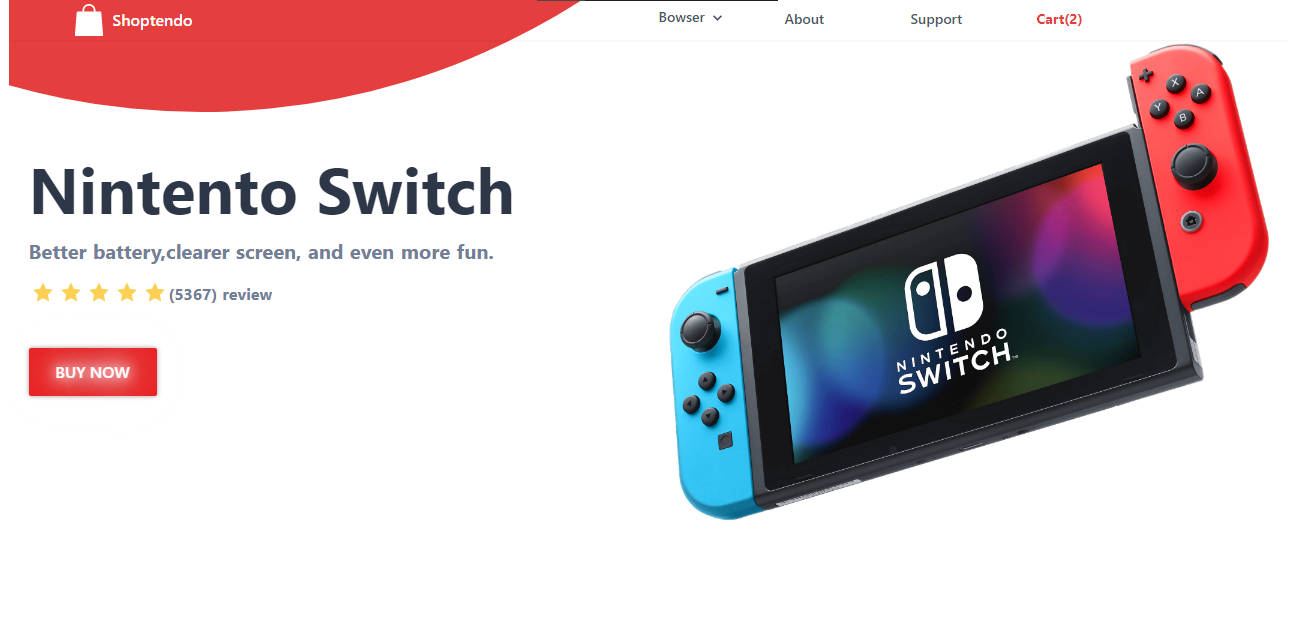 Shoptendo
Bowser
About
Support
Cart(2)
Nintento Switch
Better battery,clearer screen, and even more fun.
(5367) review
BUY NOW
X
A
Y
B
NINTENDO
SWITCH™